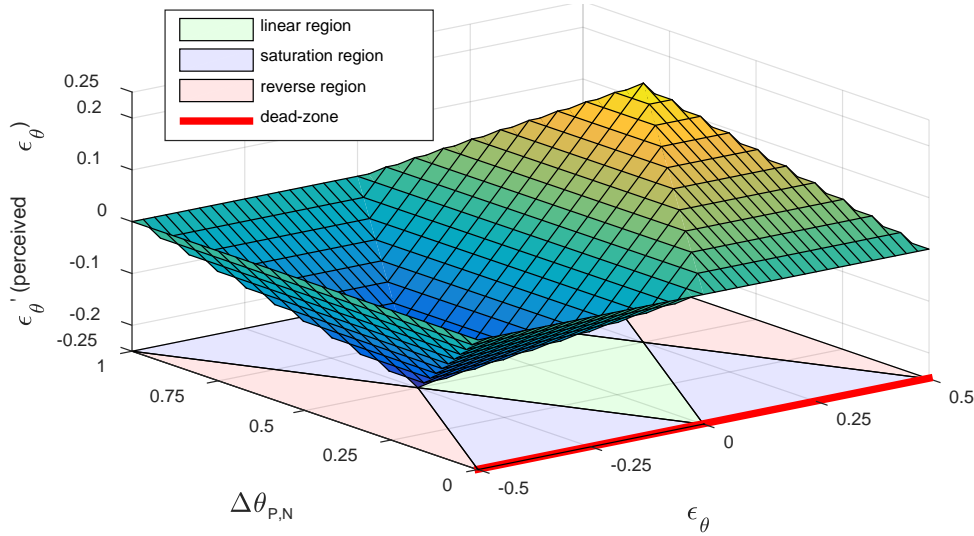 linear region
saturation region
reverse region
dead-zone
0.25
0.2
0.1
0
-0.1
-0.2
-0.25
ϵθ' (perceived ϵθ)
1
0.75
0.5
0.25
0
ΔθP,N
-0.5
-0.25
0
0.25
0.5
ϵθ